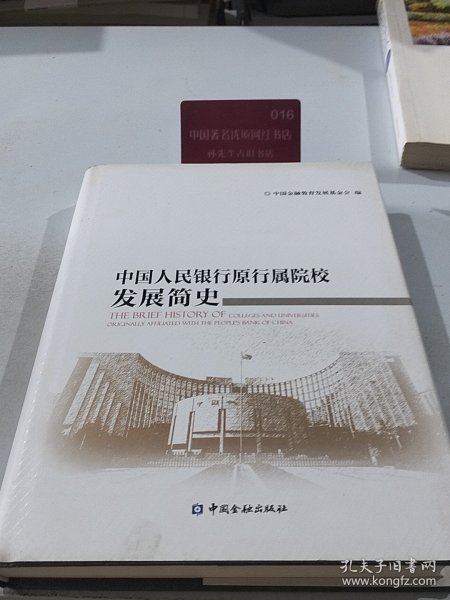 016
中国著名优质网红书店
孙先生古旧书店
◎ 中国金融教育发展基金会 编
中国人民银行原行属院校
发展简史
THE BRIEF HISTORY OF COLLEGES AND UNIVERSITIES
ORIGINALLY AFFILIATED WITH THE PEOPLE'S BANK OF CHINA
中国金融出版社
孔夫子旧书网
www.kongfz.com